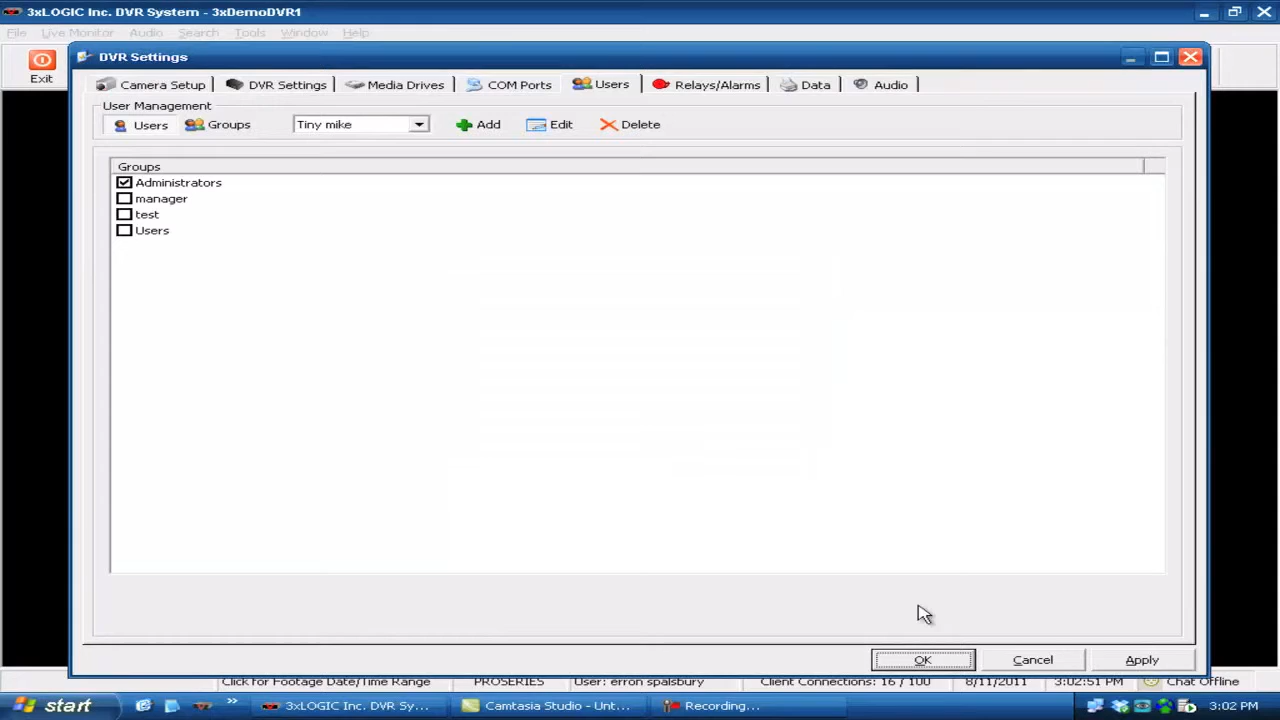 3xLOGIC Inc. DVR System - 3xDemoDVR1
File Live Monitor Audio Search Tools Window Help
Exit
DVR Settings
Camera Setup DVR Settings Media Drives COM Ports Users Relays/Alarms Data Audio
User Management
Users Groups Tiny mike Add Edit Delete
Groups
Administrators
manager
test
Users
OK Cancel Apply
Click for Footage Date/Time Range PROSERIES User: erron spalsbury Client Connections: 16 / 100 8/11/2011 3:02:51 PM Chat Offline
start » 3xLOGIC Inc. DVR Sy... Camtasia Studio - Unt... Recording... 3:02 PM